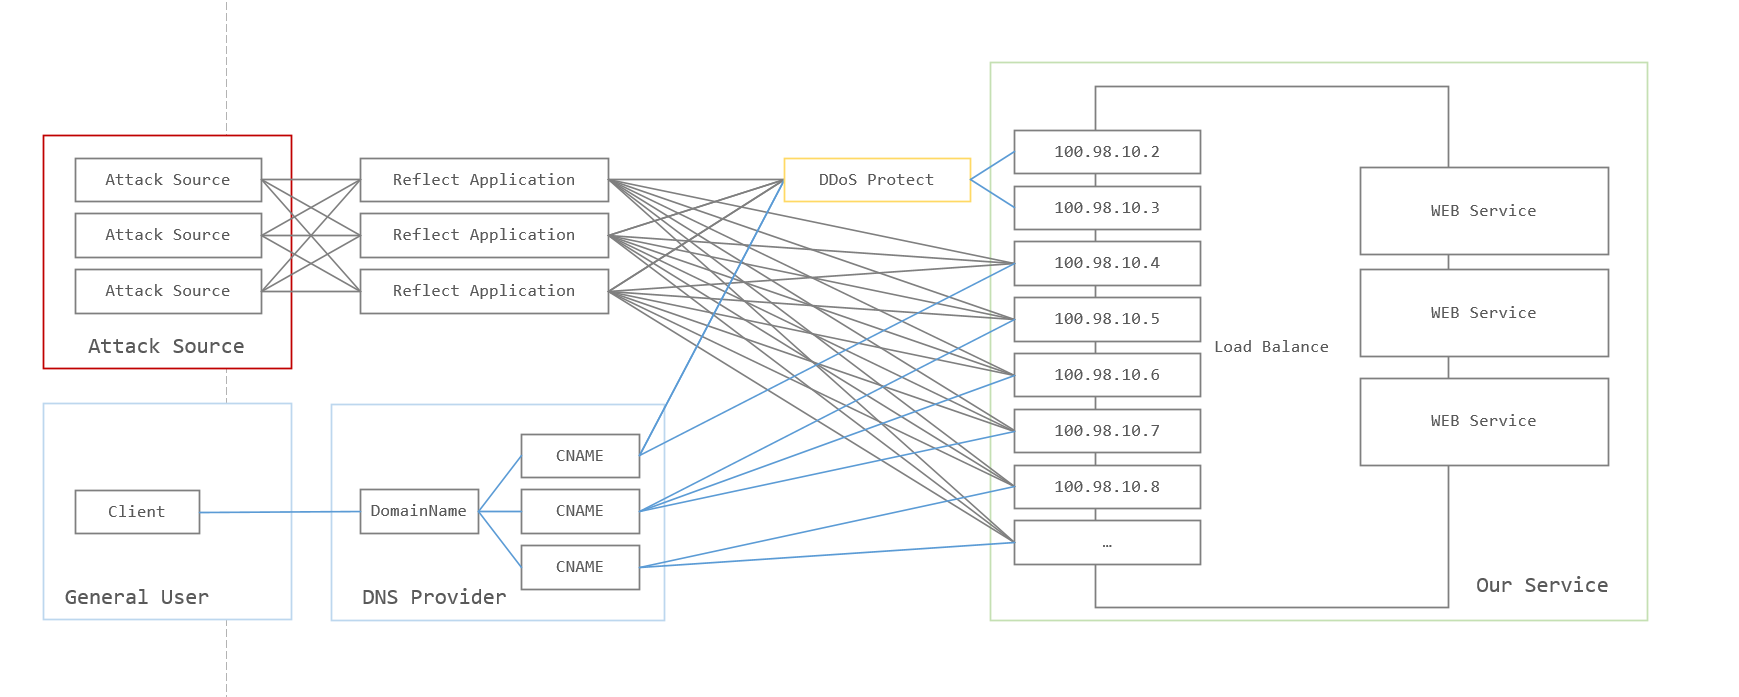 Attack Source
Attack Source
Attack Source
Attack Source
Reflect Application
Reflect Application
Reflect Application
DDoS Protect
Client
General User
DomainName
CNAME
CNAME
CNAME
DNS Provider
100.98.10.2
100.98.10.3
100.98.10.4
100.98.10.5
100.98.10.6
100.98.10.7
100.98.10.8
…
Load Balance
WEB Service
WEB Service
WEB Service
Our Service